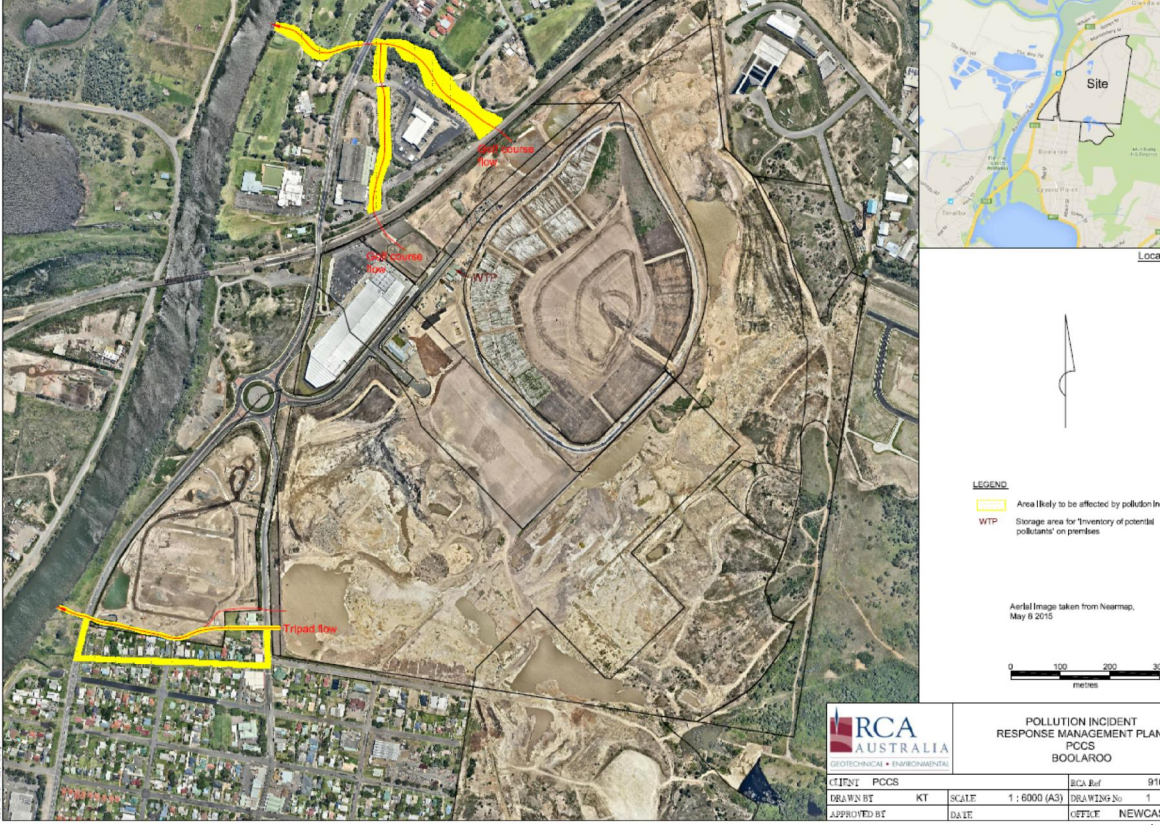 Site
Loca
Golf course
flow
Golf course
flow
WTP
Tripad flow
LEGEND
Area likely to be affected by pollution in
WTP Storage area for 'Inventory of potential
pollutants' on premises
Aerial Image taken from Nearmap,
May 6 2015
0 100 200 30
metres
RCA
AUSTRALIA
GEOTECHNICAL • ENVIRONMENTAL
POLLUTION INCIDENT
RESPONSE MANAGEMENT PLAN
PCCS
BOOLAROO
CLIENT PCCS RCA Ref 910
DRAWN BY KT SCALE 1 : 6000 (A3) DRAWING No 1
APPROVED BY DATE OFFICE NEWCAS